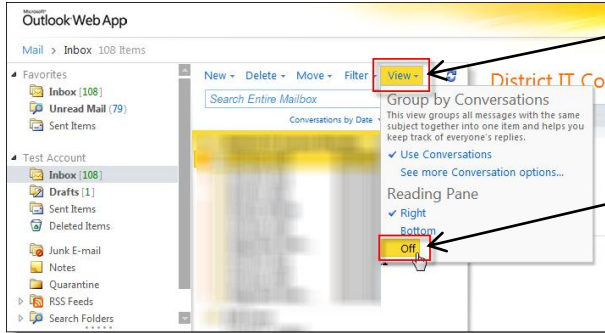 Microsoft®
Outlook Web App
Mail > Inbox 108 Items
Favorites
Inbox [108]
Unread Mail (79)
Sent Items
Test Account
Inbox [108]
Drafts [1]
Sent Items
Deleted Items
Junk E-mail
Notes
Quarantine
RSS Feeds
Search Folders
New Delete Move Filter View
Search Entire Mailbox
Conversations by Date
Group by Conversations
This view groups all messages with the same
subject together into one item and helps you
keep track of everyone's replies.
✓ Use Conversations
See more Conversation options...
Reading Pane
✓ Right
Bottom
Off
District IT Co